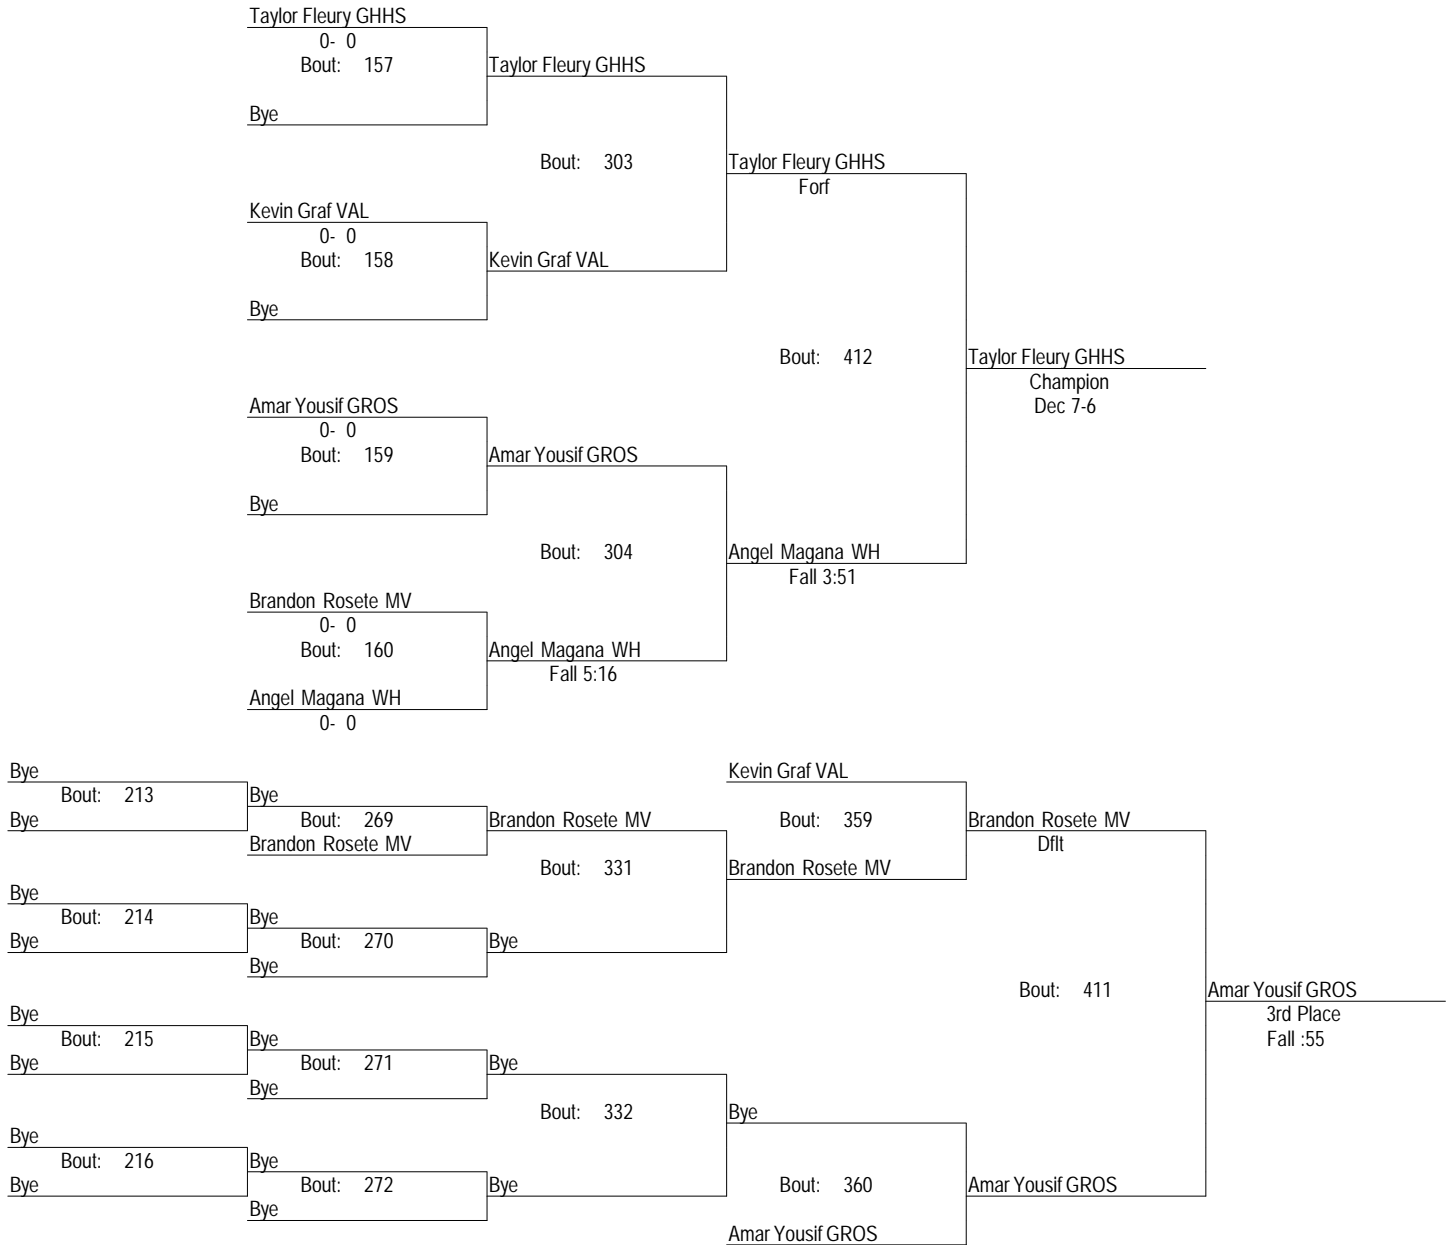 Taylor Fleury GHHS
0- 0
Bout: 157
Taylor Fleury GHHS
Bye
Bout: 303
Taylor Fleury GHHS
Forf
Kevin Graf VAL
0- 0
Bout: 158
Kevin Graf VAL
Bye
Bout: 412
Taylor Fleury GHHS
Champion
Dec 7-6
Amar Yousif GROS
0- 0
Bout: 159
Amar Yousif GROS
Bye
Bout: 304
Angel Magana WH
Fall 3:51
Brandon Rosete MV
0- 0
Bout: 160
Angel Magana WH
Fall 5:16
Angel Magana WH
0- 0
Bye
Bout: 213
Bye
Bye
Bout: 269
Brandon Rosete MV
Brandon Rosete MV
Kevin Graf VAL
Bout: 359
Brandon Rosete MV
Dflt
Bout: 331
Brandon Rosete MV
Bye
Bout: 214
Bye
Bye
Bout: 270
Bye
Bye
Bout: 411
Amar Yousif GROS
3rd Place
Fall :55
Bye
Bout: 215
Bye
Bye
Bout: 271
Bye
Bye
Bout: 332
Bye
Bye
Bout: 216
Bye
Bye
Bout: 272
Bye
Bye
Bout: 360
Amar Yousif GROS
Amar Yousif GROS